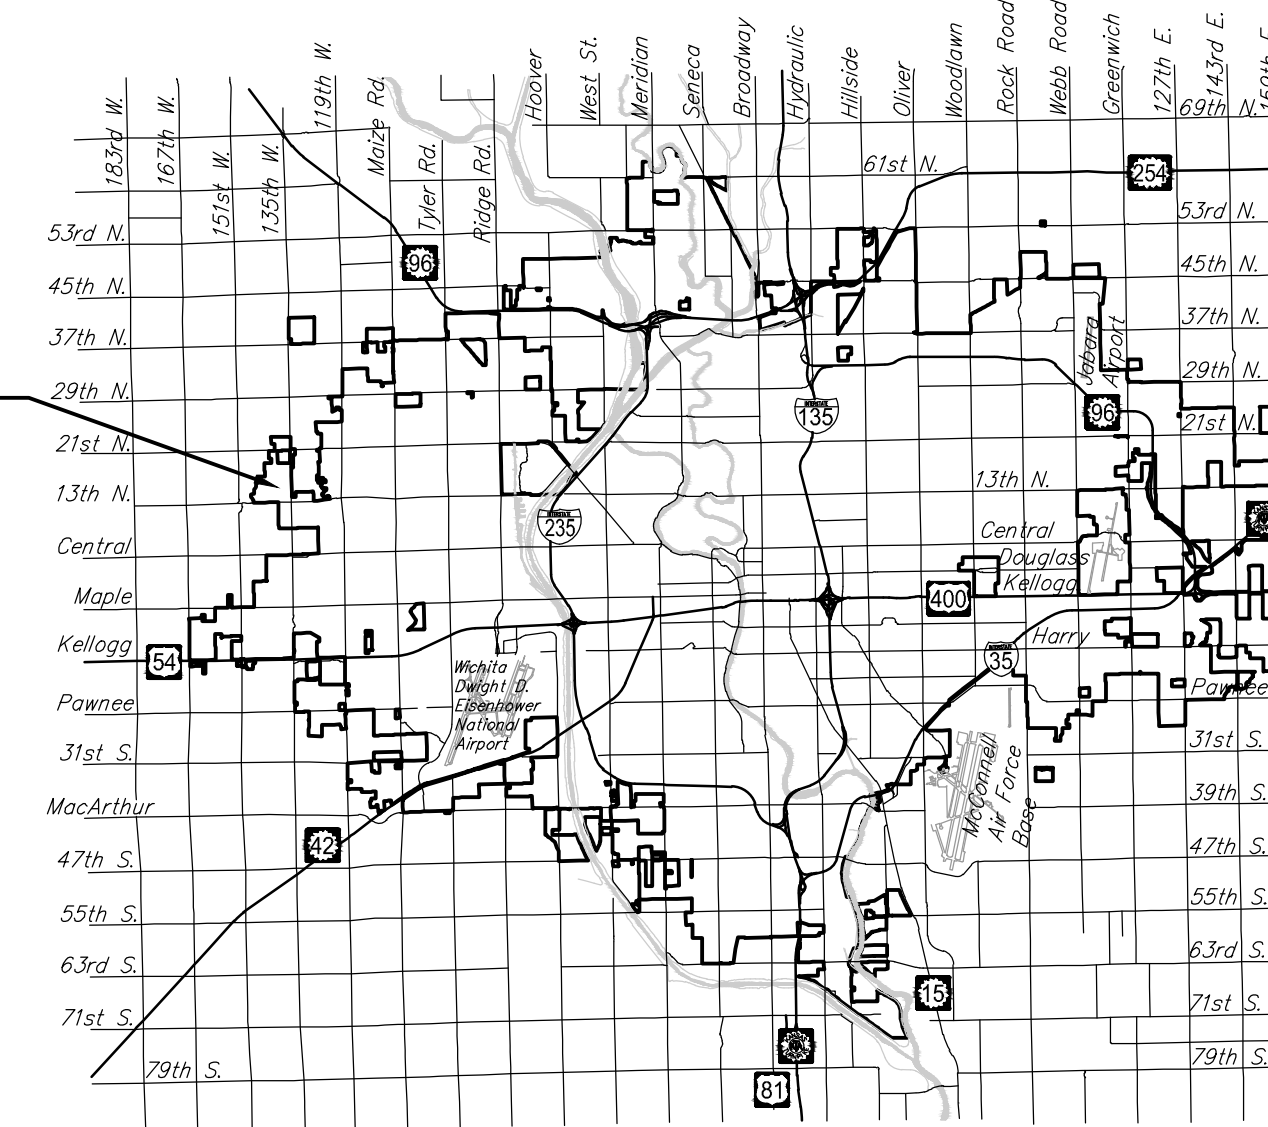 183rd W.
167th W.
151st W.
135th W.
119th W.
Maize Rd.
Tyler Rd.
Ridge Rd.
Hoover
West St.
Meridian
Seneca
Broadway
Hydraulic
Hillside
Oliver
Woodlawn
Rock Road
Webb Road
Greenwich
127th E.
143rd E.
69th N.
61st N.
254
53rd N.
53rd N.
96
45th N.
45th N.
37th N.
37th N.
Jabara
Airport
29th N.
29th N.
96
INTERSTATE
135
21st N.
21st N.
13th N.
13th N.
INTERSTATE
235
Central
Central
Douglass
Kellogg
Maple
400
Kellogg
Harry
54
INTERSTATE
35
Wichita
Dwight D.
Eisenhower
National
Airport
Pawnee
Pawnee
31st S.
31st S.
McConnell
Air Force
Base
MacArthur
39th S.
42
47th S.
47th S.
55th S.
55th S.
63rd S.
63rd S.
15
71st S.
71st S.
79th S.
79th S.
81